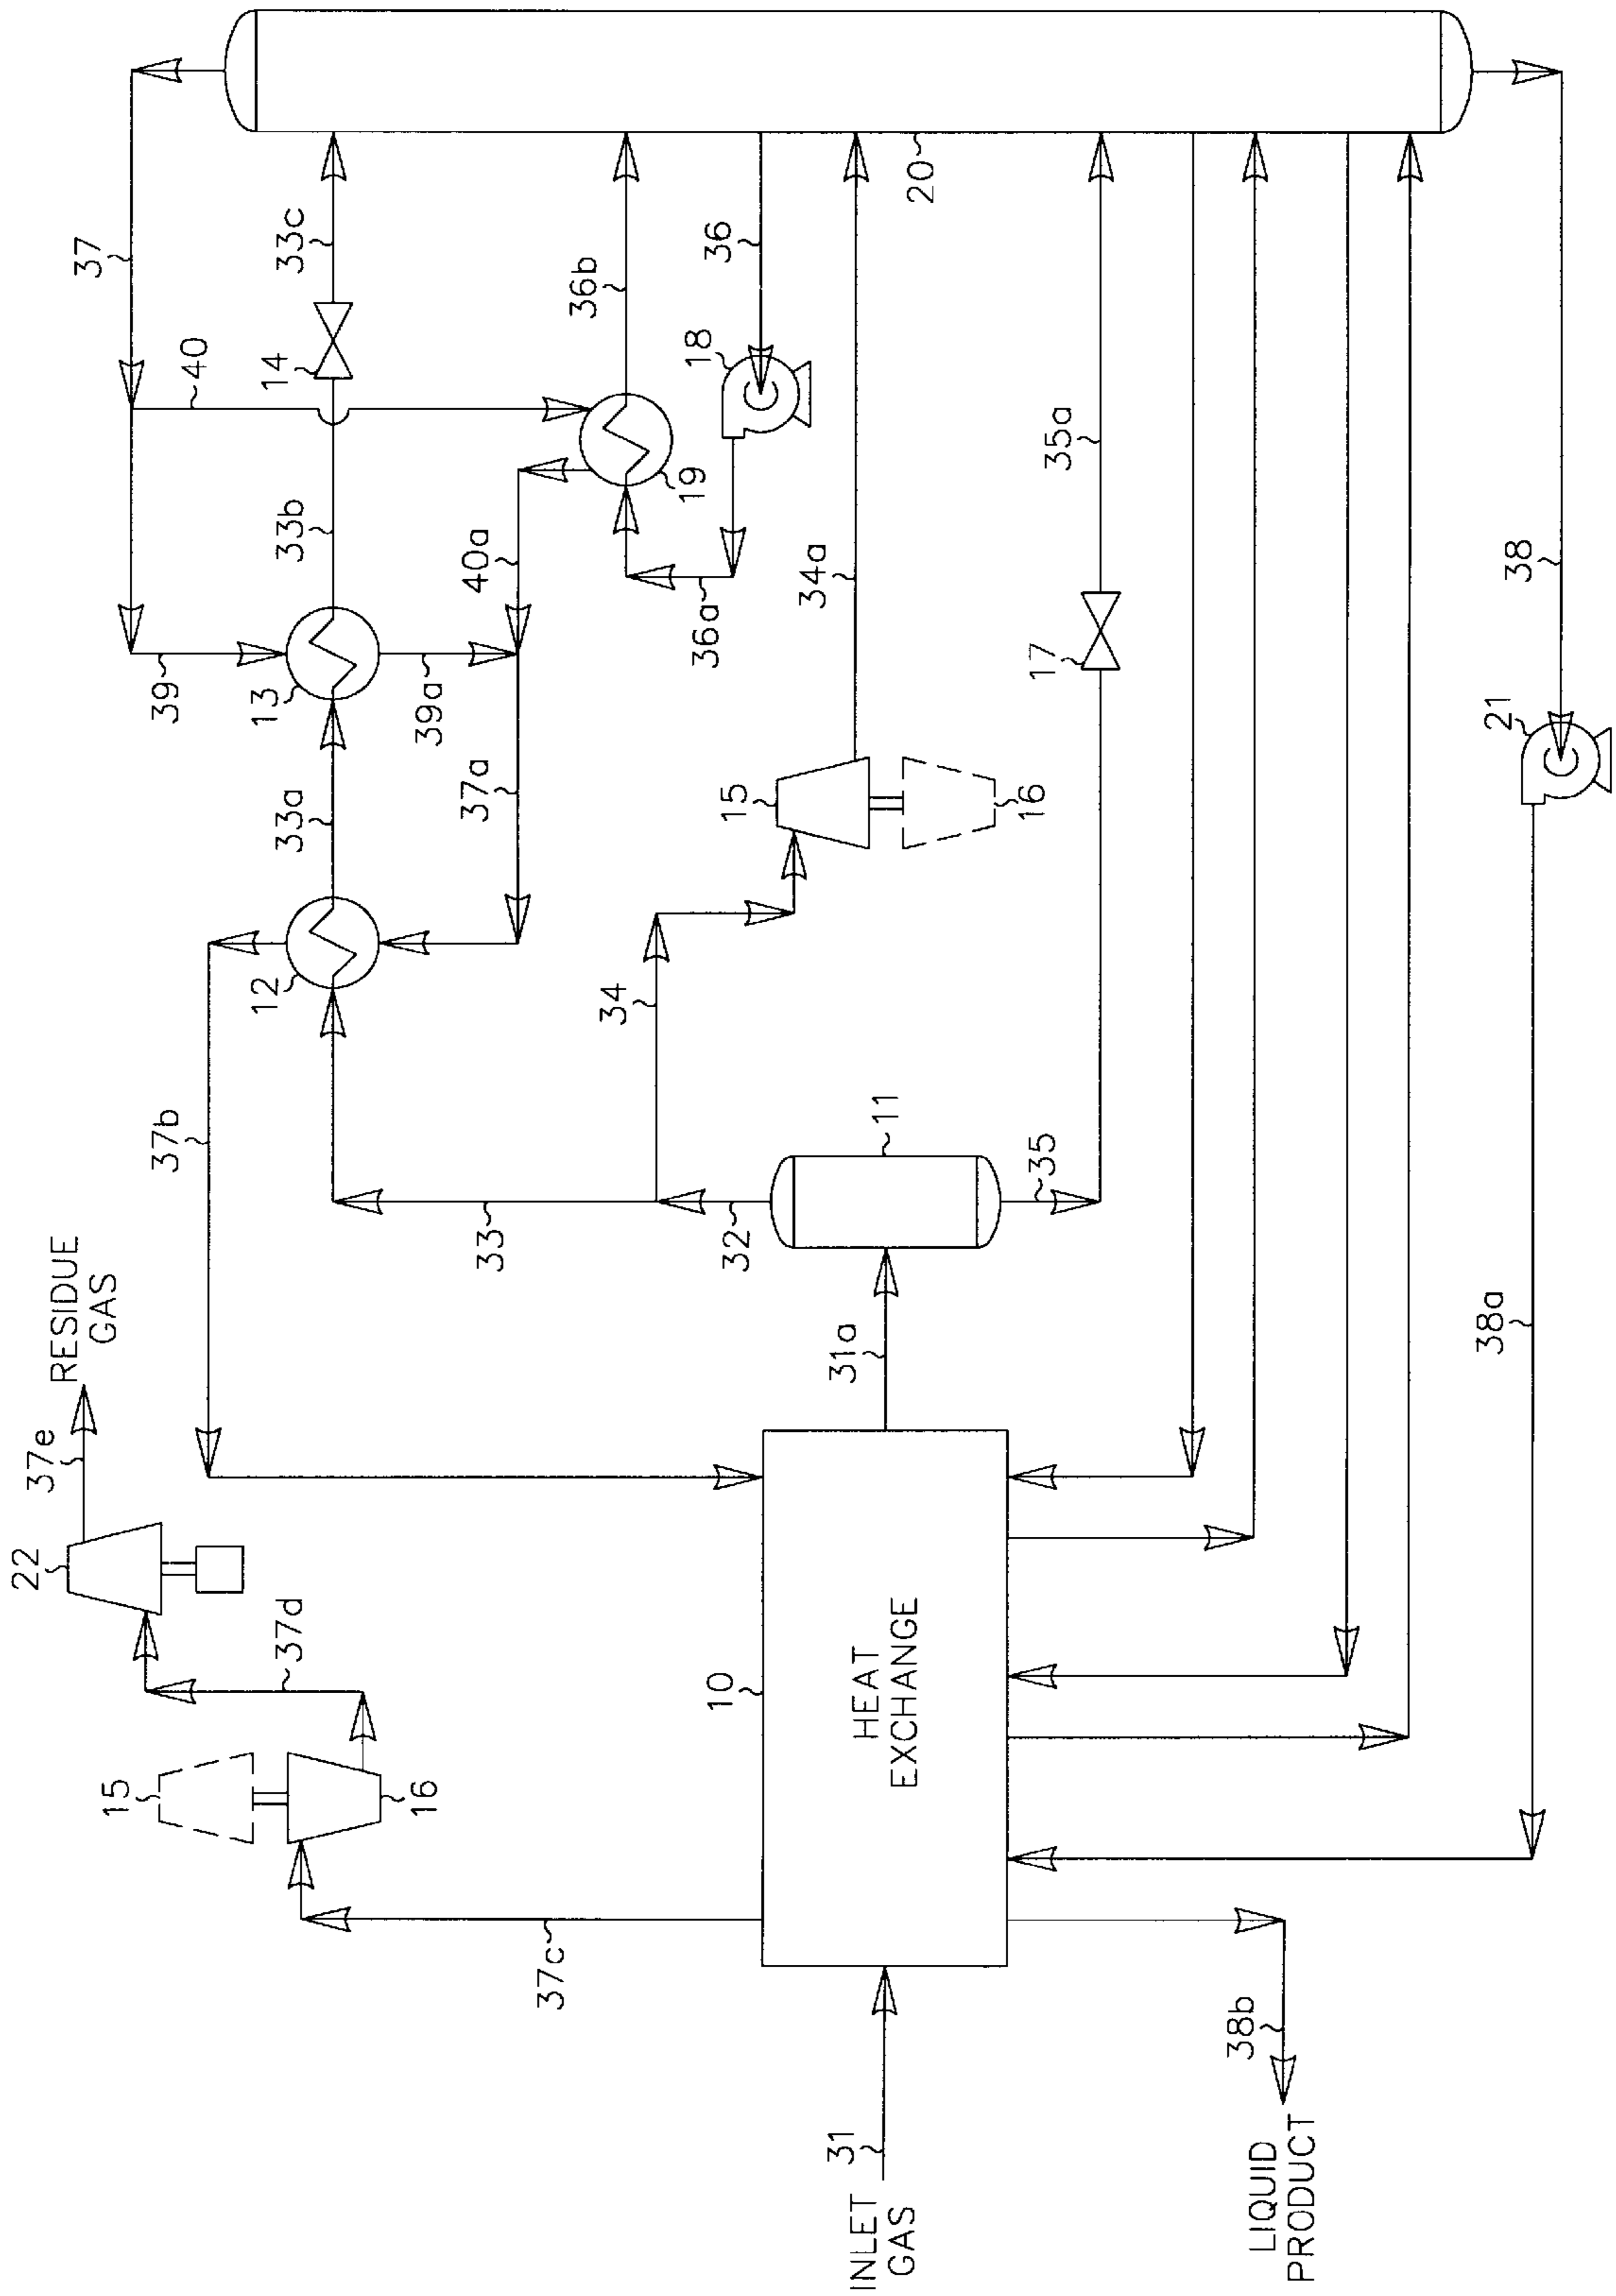 RESIDUE
GAS
37e
22
37d
15
16
37c
37b
37
40
39
13
39a
33c
14
33b
36b
36
18
19
40a
36a
33a
37a
12
34
33
32
11
35
34a
15
16
20
35a
17
31a
10
HEAT
EXCHANGE
31
INLET
GAS
38
21
38a
38b
LIQUID
PRODUCT